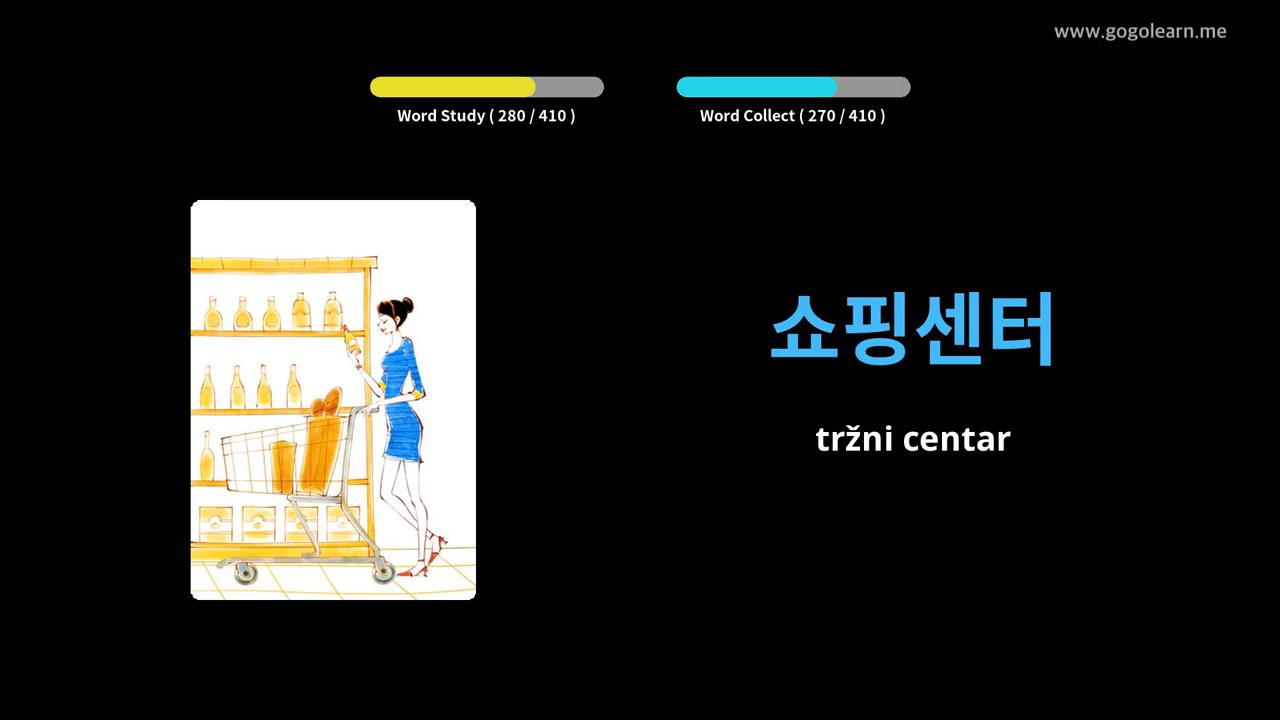 www.gogolearn.me
Word Study ( 280 / 410 )
Word Collect ( 270 / 410 )
쇼핑센터
tržni centar